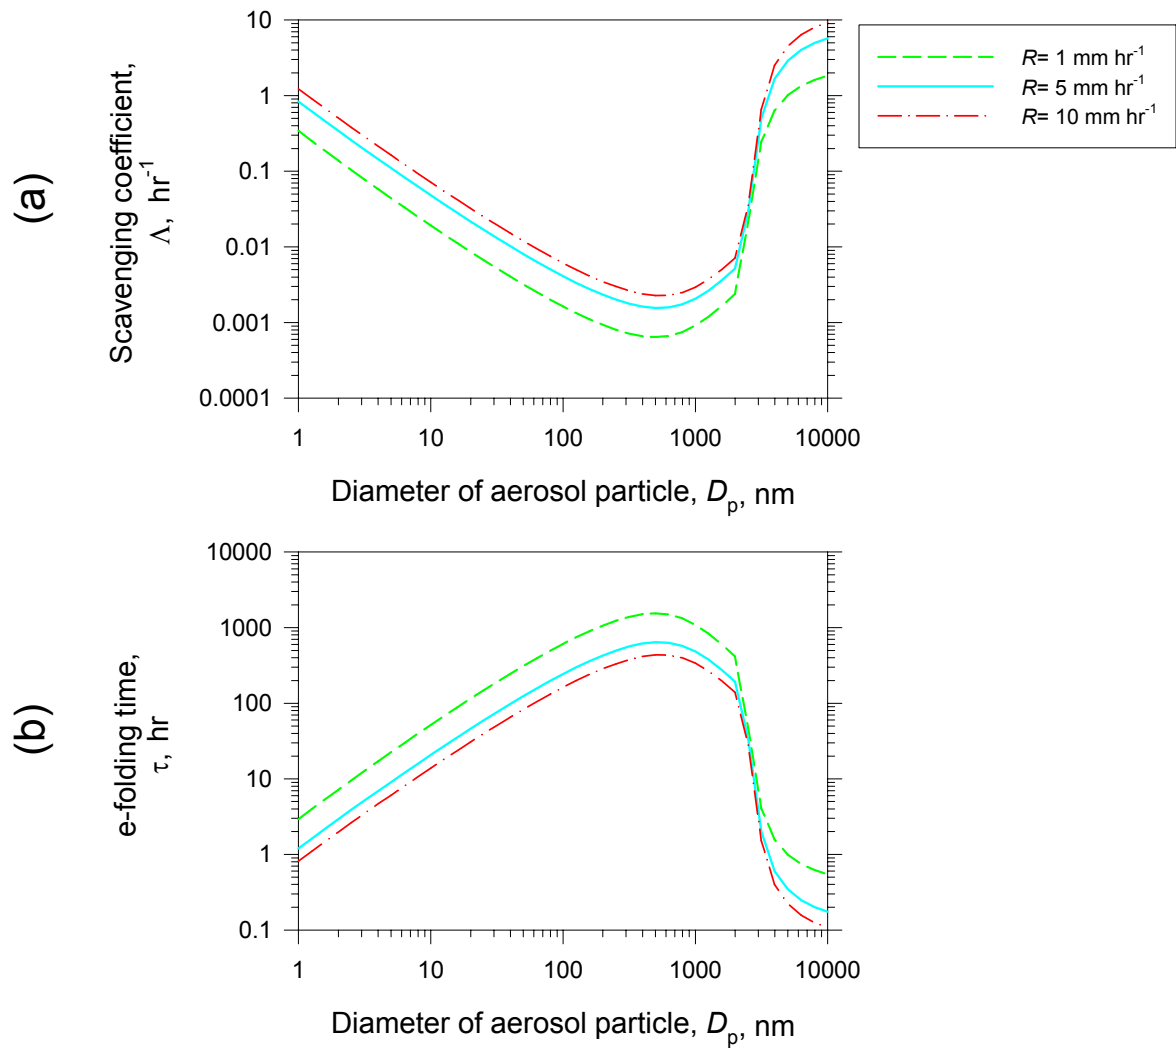 (a)
Scavenging coefficient,
Λ, hr⁻¹
10
1
0.1
0.01
0.001
0.0001
1 10 100 1000 10000
Diameter of aerosol particle, Dₚ, nm
R= 1 mm hr⁻¹
R= 5 mm hr⁻¹
R= 10 mm hr⁻¹
(b)
e-folding time,
τ, hr
10000
1000
100
10
1
0.1
1 10 100 1000 10000
Diameter of aerosol particle, Dₚ, nm